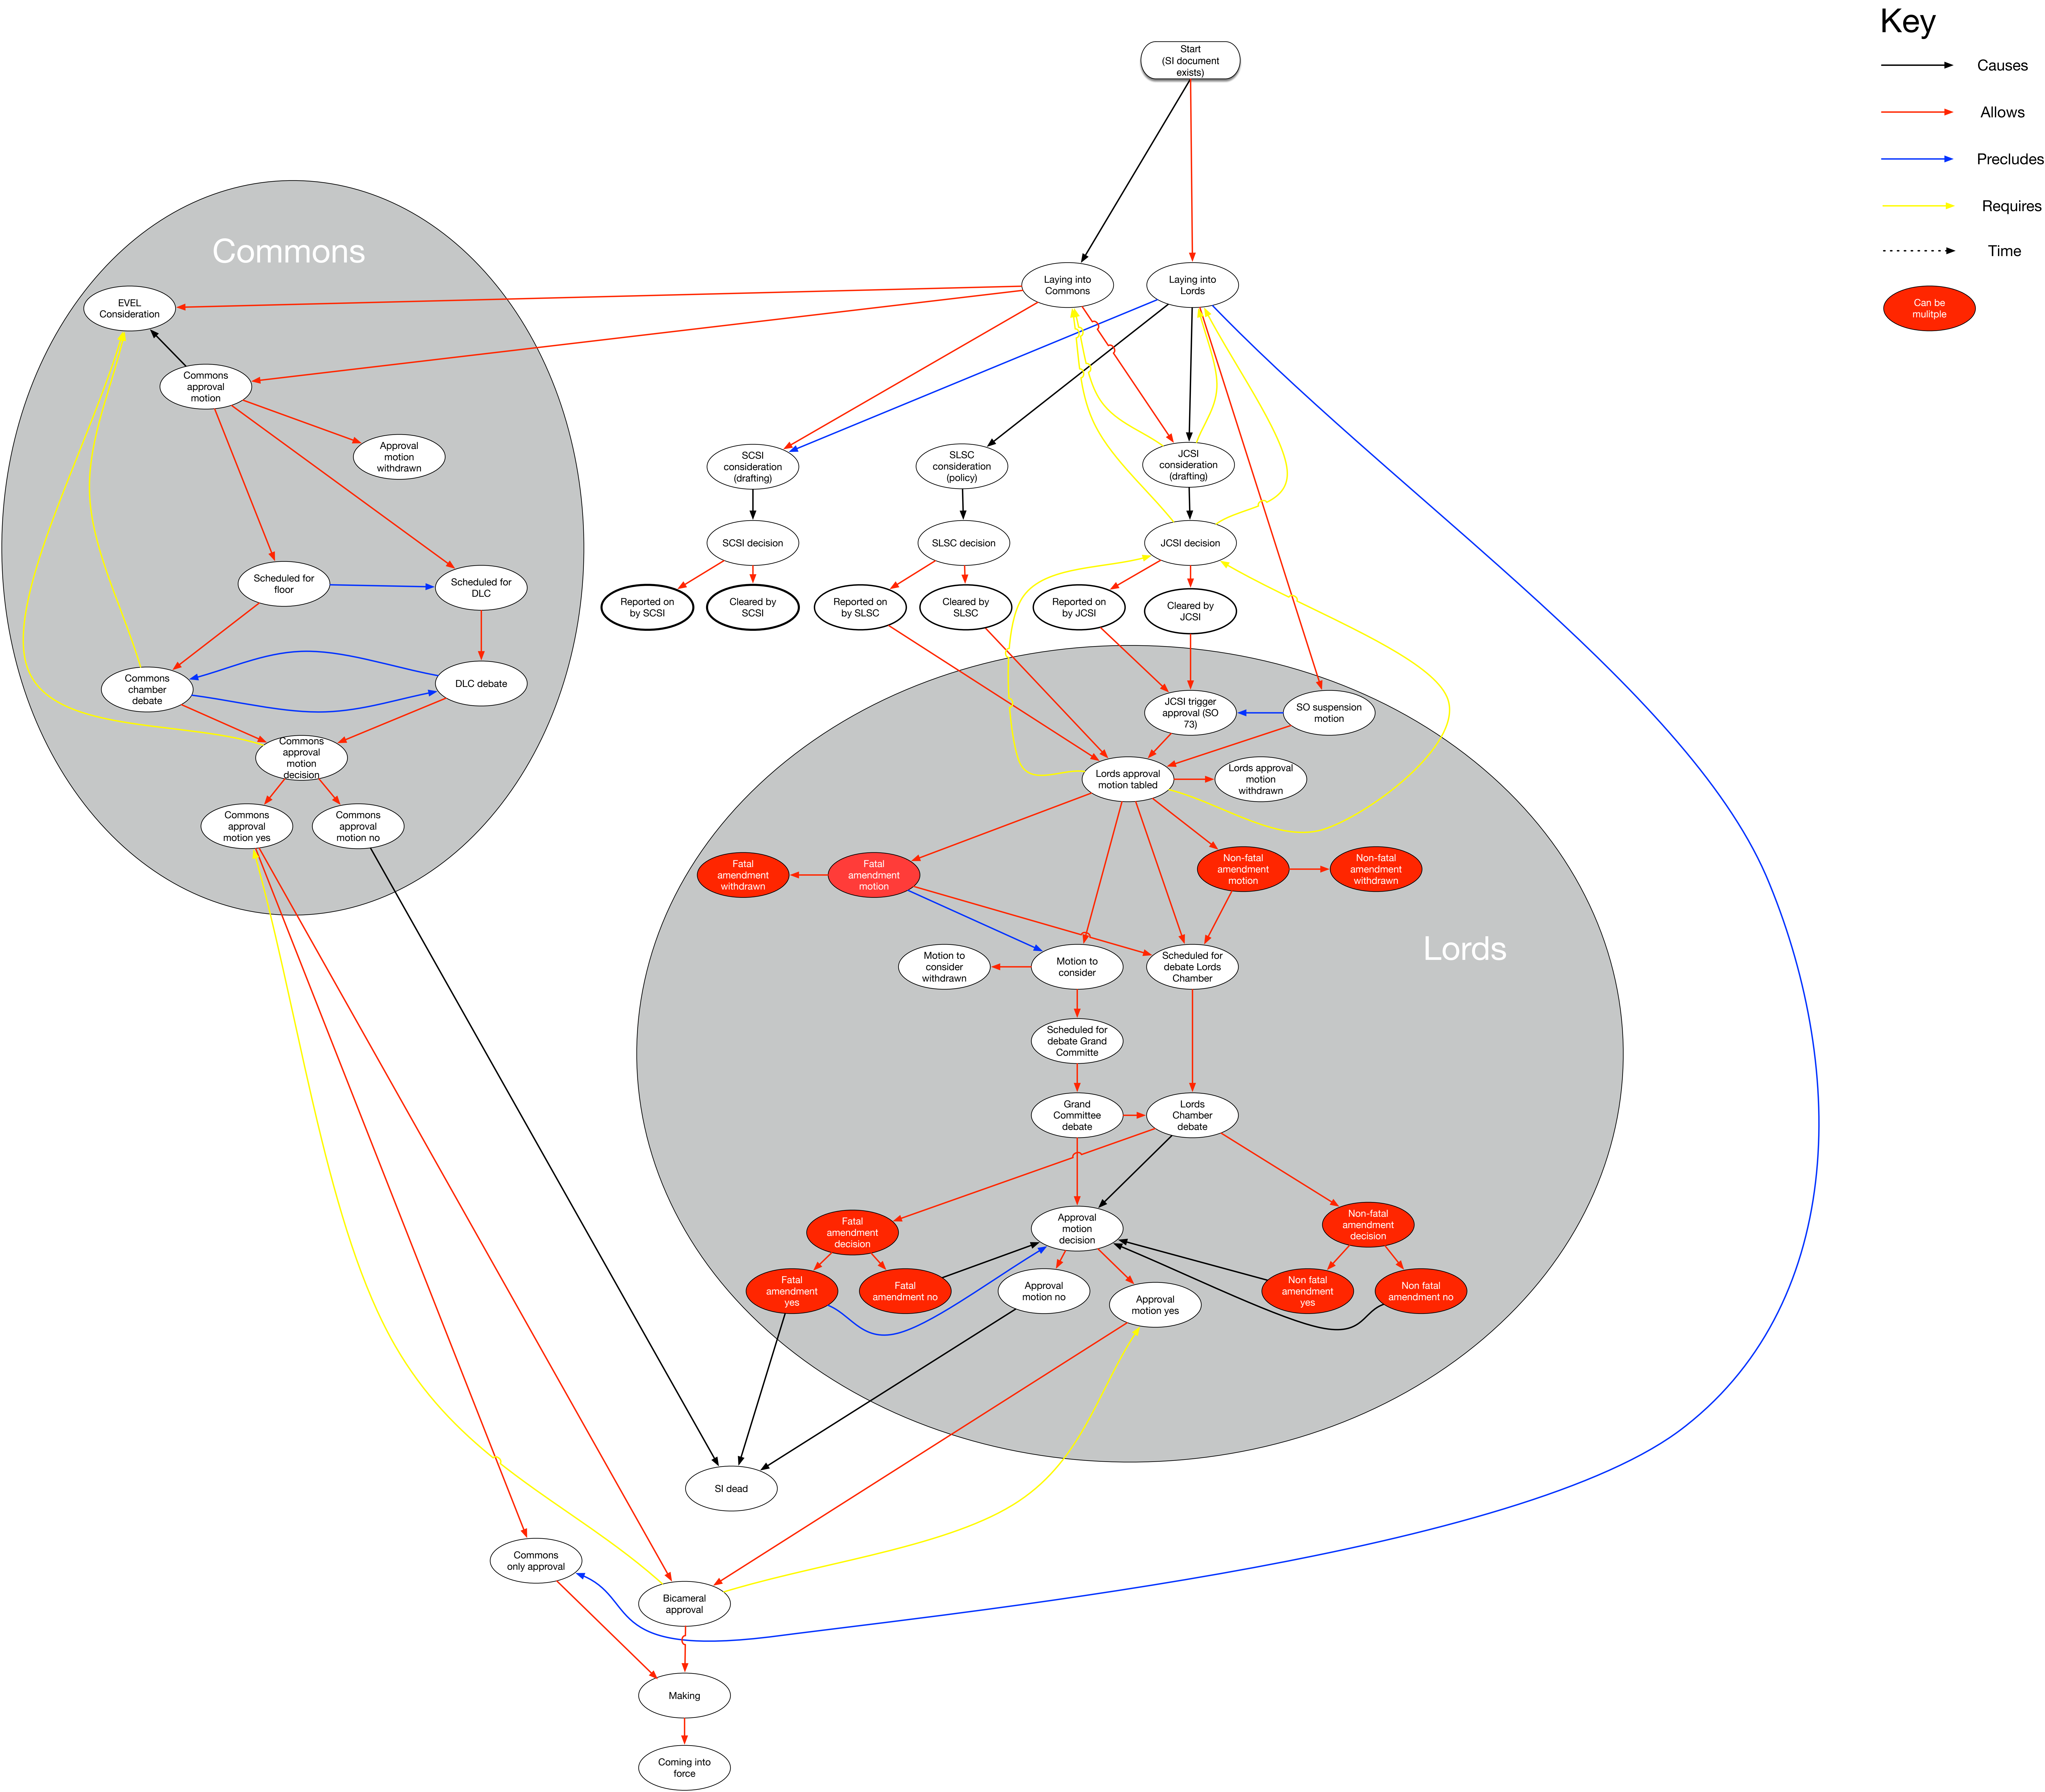 Key
Causes
Allows
Precludes
Requires
Time
Can be
mulitple
Start
(SI document
exists)
Commons
Laying into
Commons
Laying into
Lords
EVEL
Consideration
Commons
approval
motion
Approval
motion
withdrawn
SCSI
consideration
(drafting)
SLSC
consideration
(policy)
JCSI
consideration
(drafting)
SCSI decision
SLSC decision
JCSI decision
Scheduled for
floor
Scheduled for
DLC
Reported on
by SCSI
Cleared by
SCSI
Reported on
by SLSC
Cleared by
SLSC
Reported on
by JCSI
Cleared by
JCSI
Commons
chamber
debate
DLC debate
JCSI trigger
approval (SO
73)
SO suspension
motion
Commons
approval
motion
decision
Lords approval
motion tabled
Lords approval
motion
withdrawn
Commons
approval
motion yes
Commons
approval
motion no
Fatal
amendment
withdrawn
Fatal
amendment
motion
Non-fatal
amendment
motion
Non-fatal
amendment
withdrawn
Lords
Motion to
consider
withdrawn
Motion to
consider
Scheduled for
debate Lords
Chamber
Scheduled for
debate Grand
Committe
Grand
Committee
debate
Lords
Chamber
debate
Fatal
amendment
decision
Approval
motion
decision
Non-fatal
amendment
decision
Fatal
amendment
yes
Fatal
amendment no
Approval
motion no
Approval
motion yes
Non fatal
amendment
yes
Non fatal
amendment no
SI dead
Commons
only approval
Bicameral
approval
Making
Coming into
force